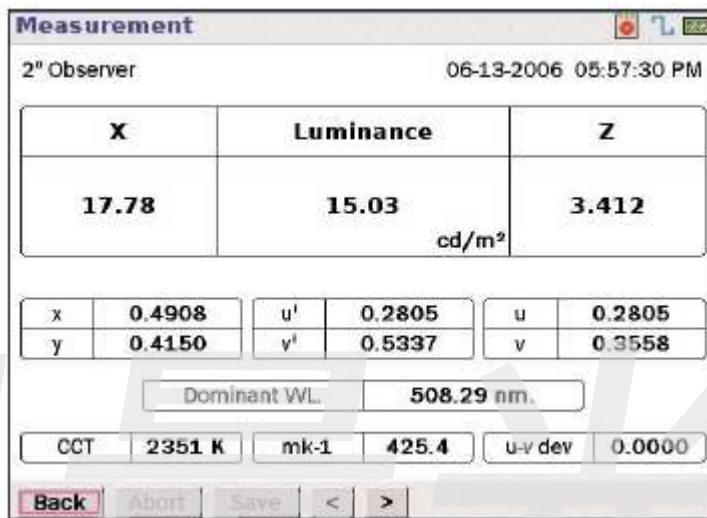 Measurement
2° Observer 06-13-2006 05:57:30 PM
X Luminance Z
17.78 15.03 3.412
cd/m²
x 0.4908 u' 0.2805 u 0.2805
y 0.4150 v' 0.5337 v 0.3558
Dominant WL. 508.29 nm.
CCT 2351 K mk-1 425.4 u-v dev 0.0000
Back Abort Save < >